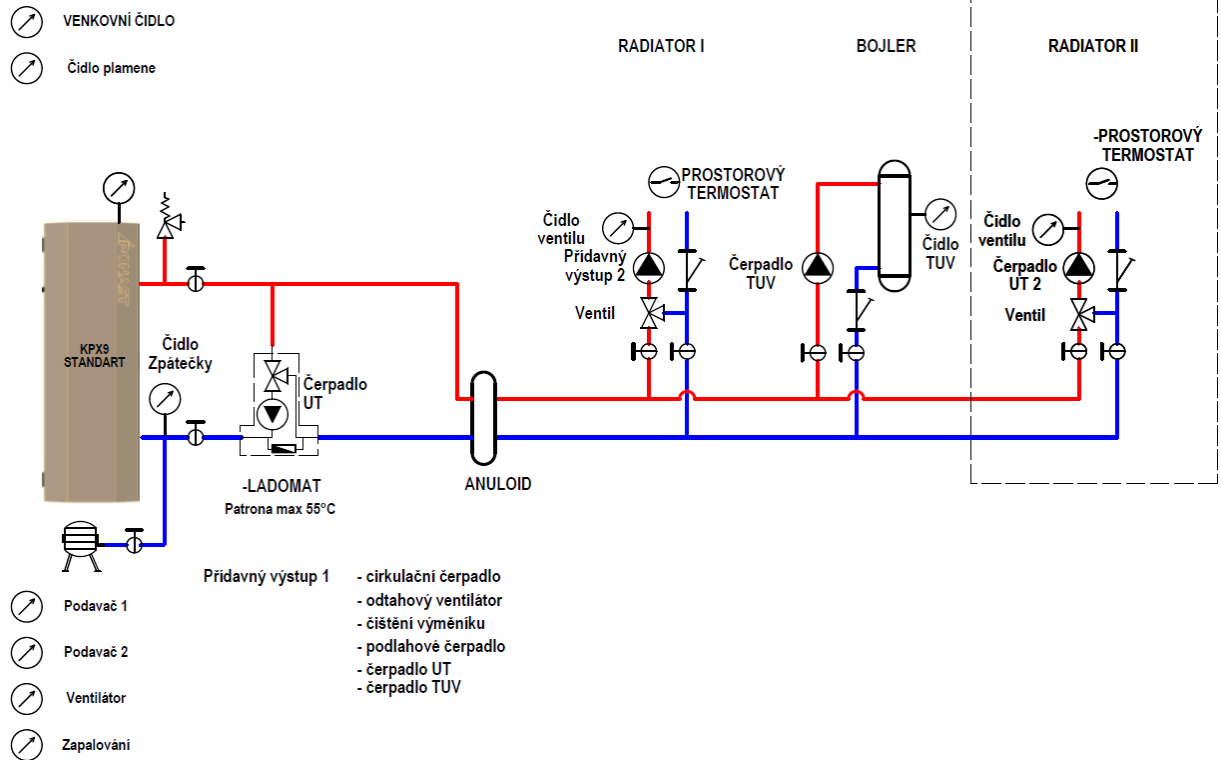 VENKOVNÍ ČIDLO
Čidlo plamene
RADIATOR I
BOJLER
RADIATOR II
PROSTOROVÝ
TERMOSTAT
-PROSTOROVÝ
TERMOSTAT
Čidlo
ventilu
Přídavný
výstup 2
Ventil
Čerpadlo
TUV
Čidlo
TUV
Čidlo
ventilu
Čerpadlo
UT 2
Ventil
KPX9
STANDART
Čidlo
Zpátečky
Čerpadlo
UT
-LADOMAT
Patrona max 55°C
ANULOID
Přídavný výstup 1
- cirkulační čerpadlo
- odtahový ventilátor
- čištění výměníku
- podlahové čerpadlo
- čerpadlo UT
- čerpadlo TUV
Podavač 1
Podavač 2
Ventilátor
Zapalování